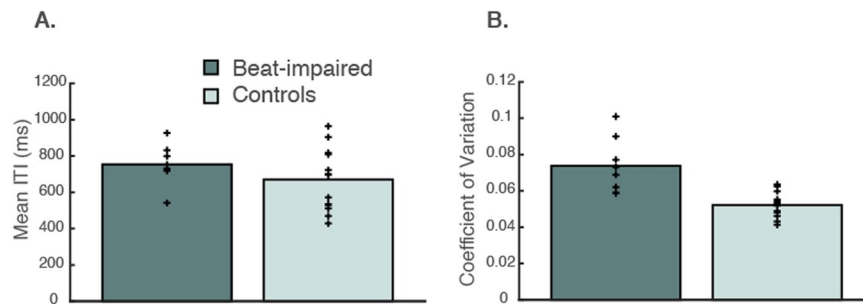 A.
B.
Beat-impaired
Controls
Mean ITI (ms)
1200
1000
800
600
400
200
0
Coefficient of Variation
0.12
0.1
0.08
0.06
0.04
0.02
0